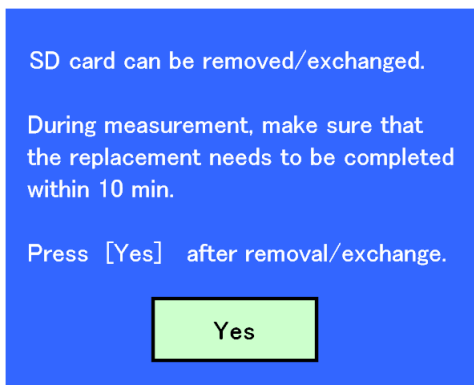 SD card can be removed/exchanged.
During measurement, make sure that
the replacement needs to be completed
within 10 min.
Press [Yes] after removal/exchange.
Yes